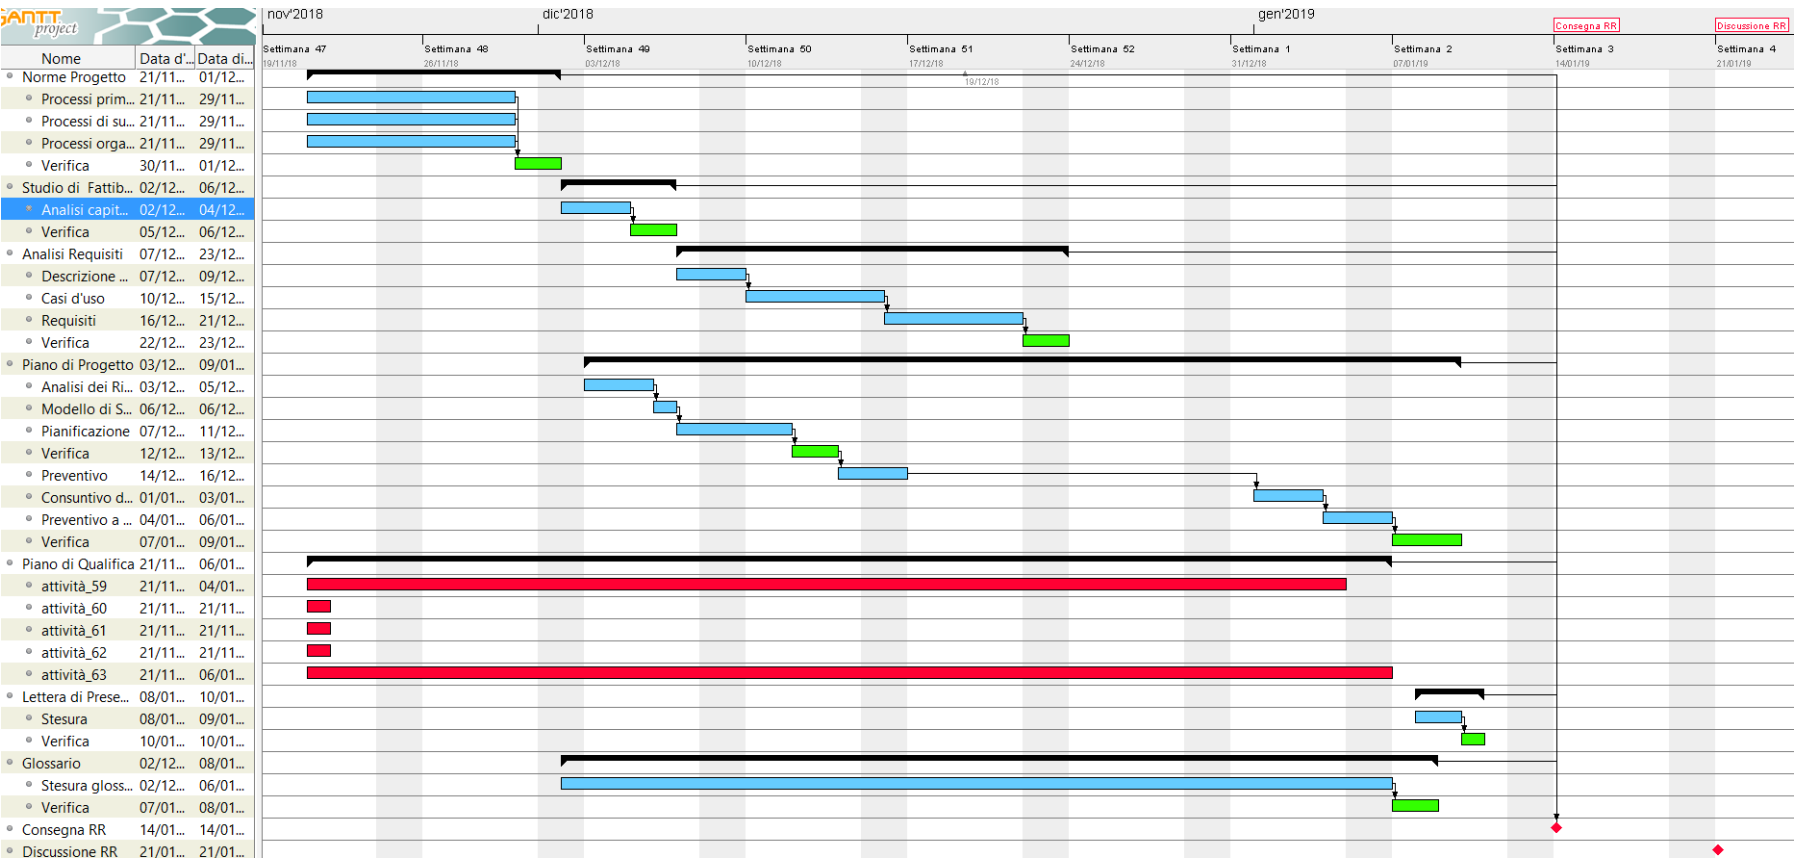 GANTT project
nov'2018 dic'2018 gen'2019
Consegna RR Discussione RR
Settimana 47 Settimana 48 Settimana 49 Settimana 50 Settimana 51 Settimana 52 Settimana 1 Settimana 2 Settimana 3 Settimana 4
19/11/18 26/11/18 03/12/18 10/12/18 17/12/18 24/12/18 31/12/18 07/01/19 14/01/19 21/01/19
19/12/18
Nome Data d'... Data di...
Norme Progetto 21/11... 01/12...
Processi prim... 21/11... 29/11...
Processi di su... 21/11... 29/11...
Processi orga... 21/11... 29/11...
Verifica 30/11... 01/12...
Studio di Fattib... 02/12... 06/12...
Analisi capit... 02/12... 04/12...
Verifica 05/12... 06/12...
Analisi Requisiti 07/12... 23/12...
Descrizione ... 07/12... 09/12...
Casi d'uso 10/12... 15/12...
Requisiti 16/12... 21/12...
Verifica 22/12... 23/12...
Piano di Progetto 03/12... 09/01...
Analisi dei Ri... 03/12... 05/12...
Modello di S... 06/12... 06/12...
Pianificazione 07/12... 11/12...
Verifica 12/12... 13/12...
Preventivo 14/12... 16/12...
Consuntivo d... 01/01... 03/01...
Preventivo a ... 04/01... 06/01...
Verifica 07/01... 09/01...
Piano di Qualifica 21/11... 06/01...
attività_59 21/11... 04/01...
attività_60 21/11... 21/11...
attività_61 21/11... 21/11...
attività_62 21/11... 21/11...
attività_63 21/11... 06/01...
Lettera di Prese... 08/01... 10/01...
Stesura 08/01... 09/01...
Verifica 10/01... 10/01...
Glossario 02/12... 08/01...
Stesura gloss... 02/12... 06/01...
Verifica 07/01... 08/01...
Consegna RR 14/01... 14/01...
Discussione RR 21/01... 21/01...